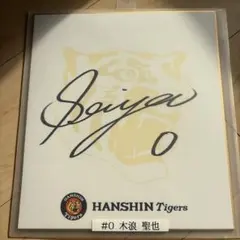 Seiya
0
HANSHIN Tigers
#0 木浪 聖也